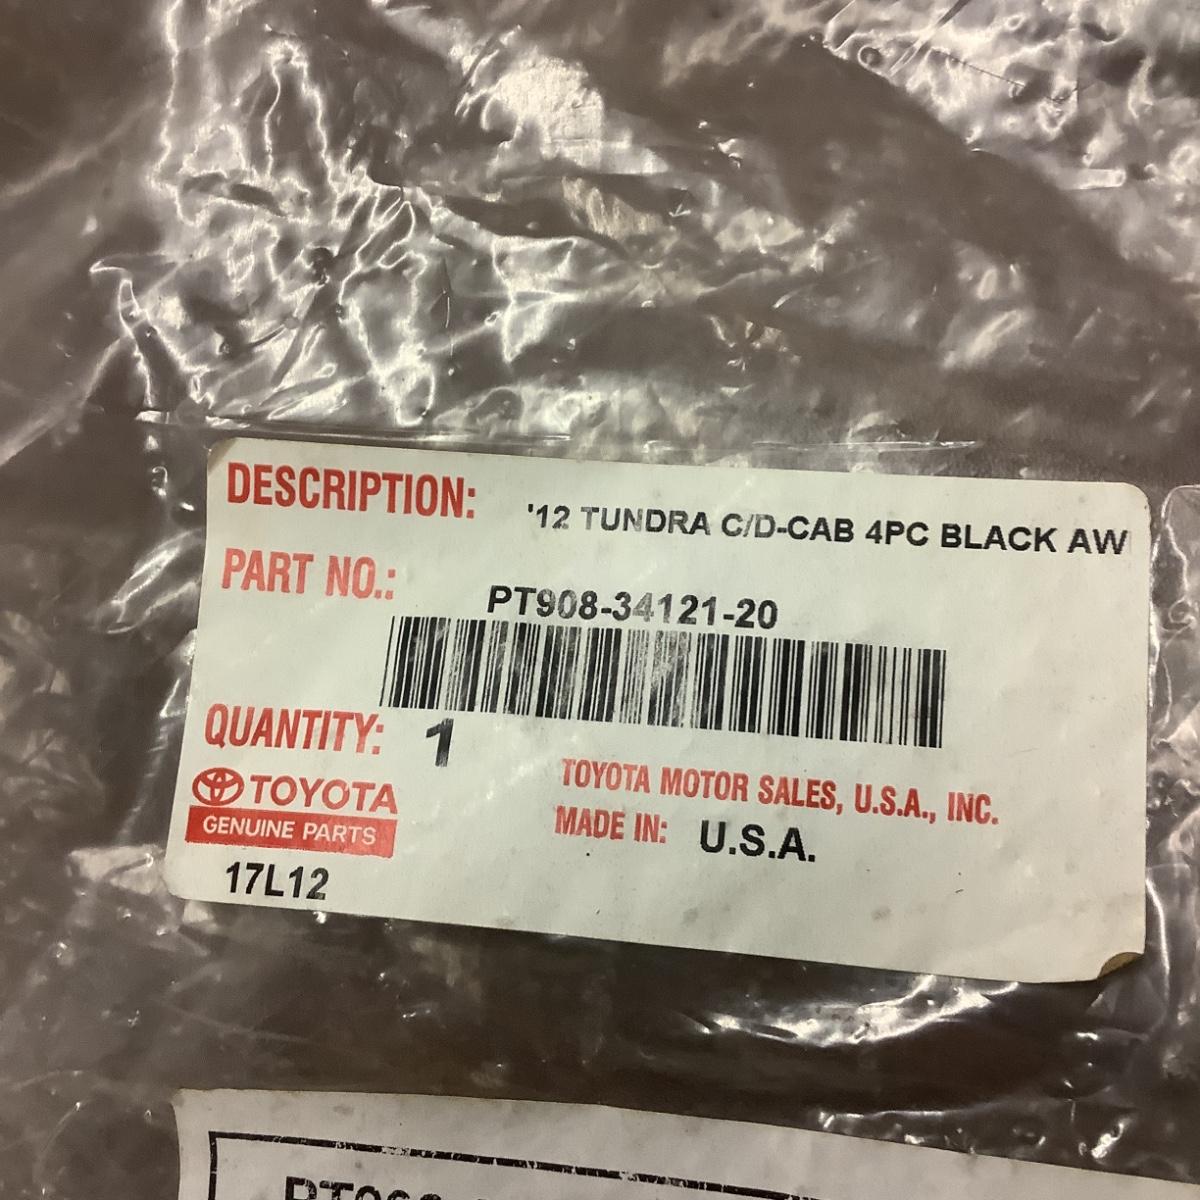 DESCRIPTION: '12 TUNDRA C/D-CAB 4PC BLACK AW
PART NO.: PT908-34121-20
QUANTITY: 1
TOYOTA
GENUINE PARTS
17L12
TOYOTA MOTOR SALES, U.S.A., INC.
MADE IN: U.S.A.